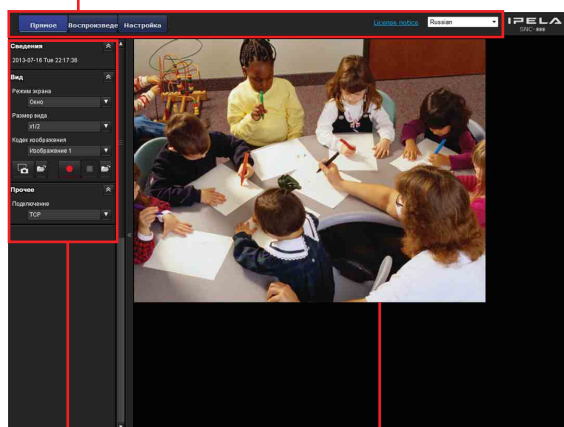 Прямое Воспроизведе Настройка License notice Russian IPELA
SNC-###
Сведения
2013-07-16 Tue 22:17:36
Вид
Режим экрана
Окно
Размер вида
x1/2
Кодек изображения
Изображение 1
Прочее
Подключение
TCP